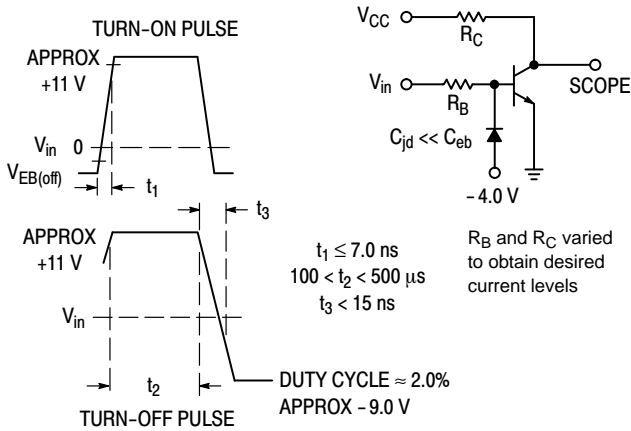 TURN-ON PULSE
APPROX
+11 V
V_in 0
V_EB(off)
t_1
t_3
V_CC
R_C
V_in
R_B
SCOPE
C_jd << C_eb
-4.0 V
APPROX
+11 V
V_in
t_1 ≤ 7.0 ns
100 < t_2 < 500 μs
t_3 < 15 ns
R_B and R_C varied
to obtain desired
current levels
t_2
DUTY CYCLE ≈ 2.0%
APPROX -9.0 V
TURN-OFF PULSE